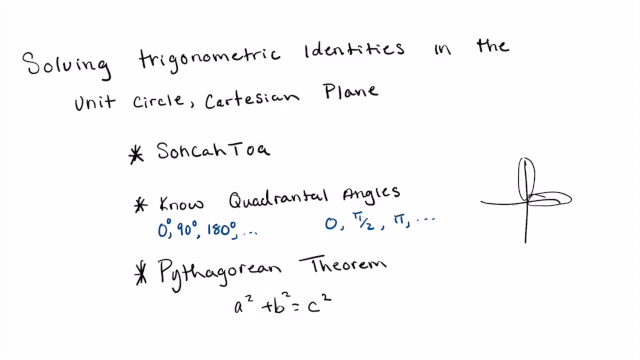 Solving trigonometric Identities in the
Unit Circle, Cartesian Plane
* SohcahToa
* Know Quadrantal Angles
0°, 90°, 180°, ... 0, π/2, π, ...
* Pythagorean Theorem
a² + b² = c²